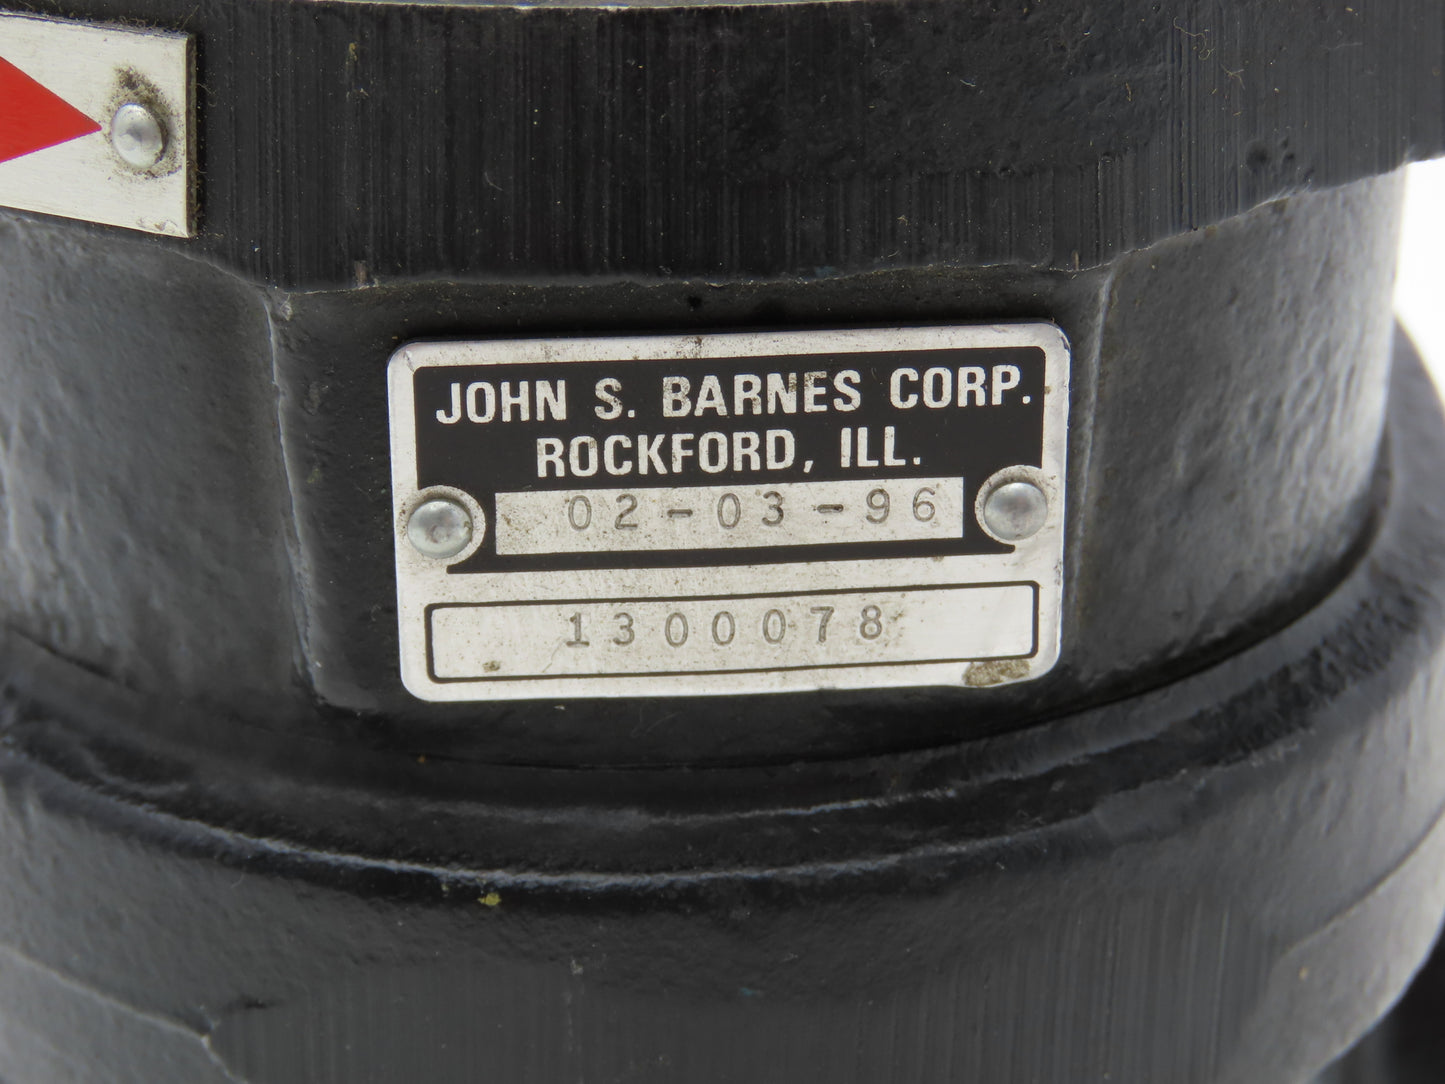 JOHN S. BARNES CORP.
ROCKFORD, ILL.
02-03-96
1300078